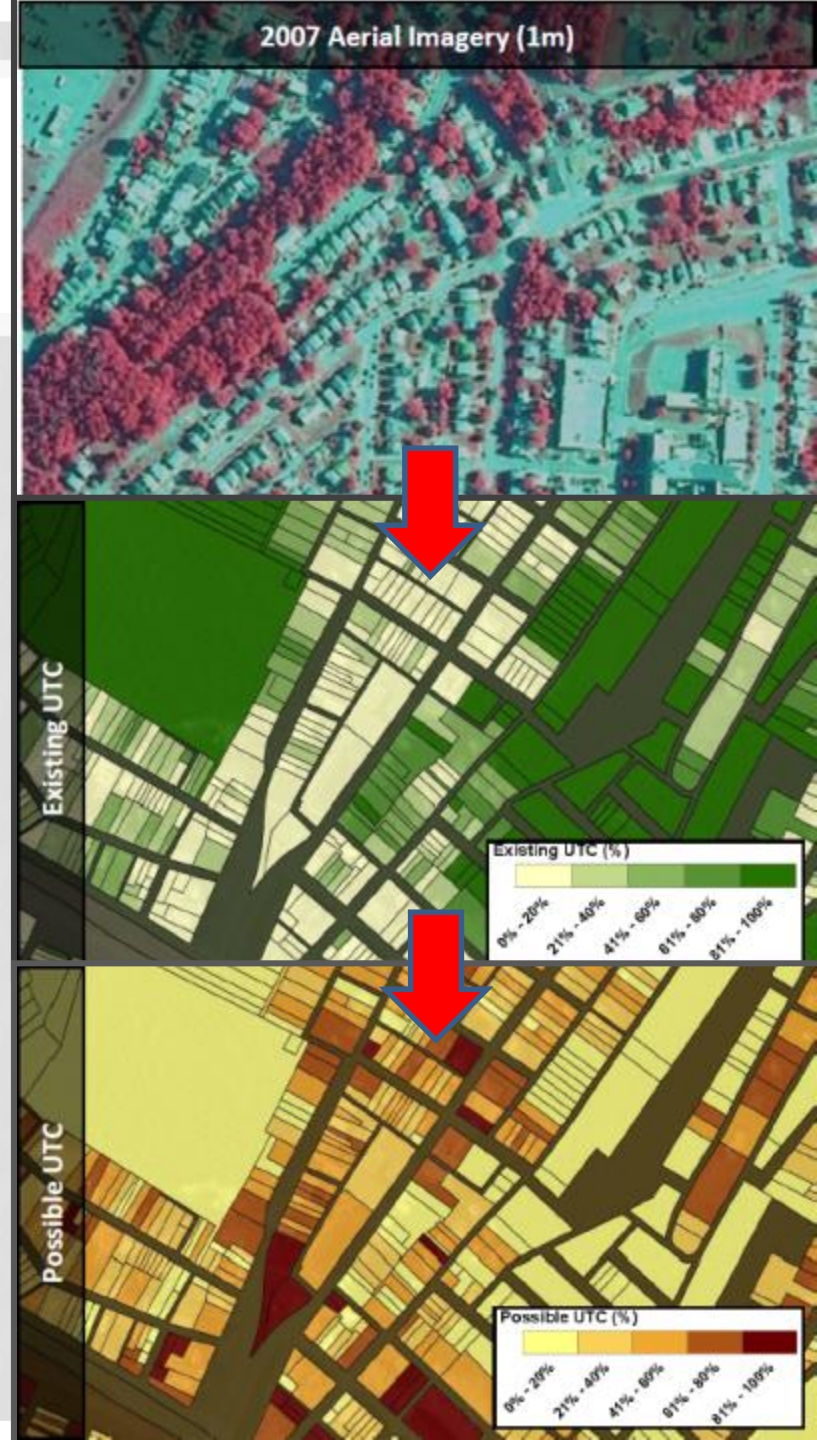 2007 Aerial Imagery (1m)
Existing UTC
Existing UTC (%)
0% - 20%
21% - 40%
41% - 60%
61% - 80%
81% - 100%
Possible UTC
Possible UTC (%)
0% - 20%
21% - 40%
41% - 60%
61% - 80%
81% - 100%